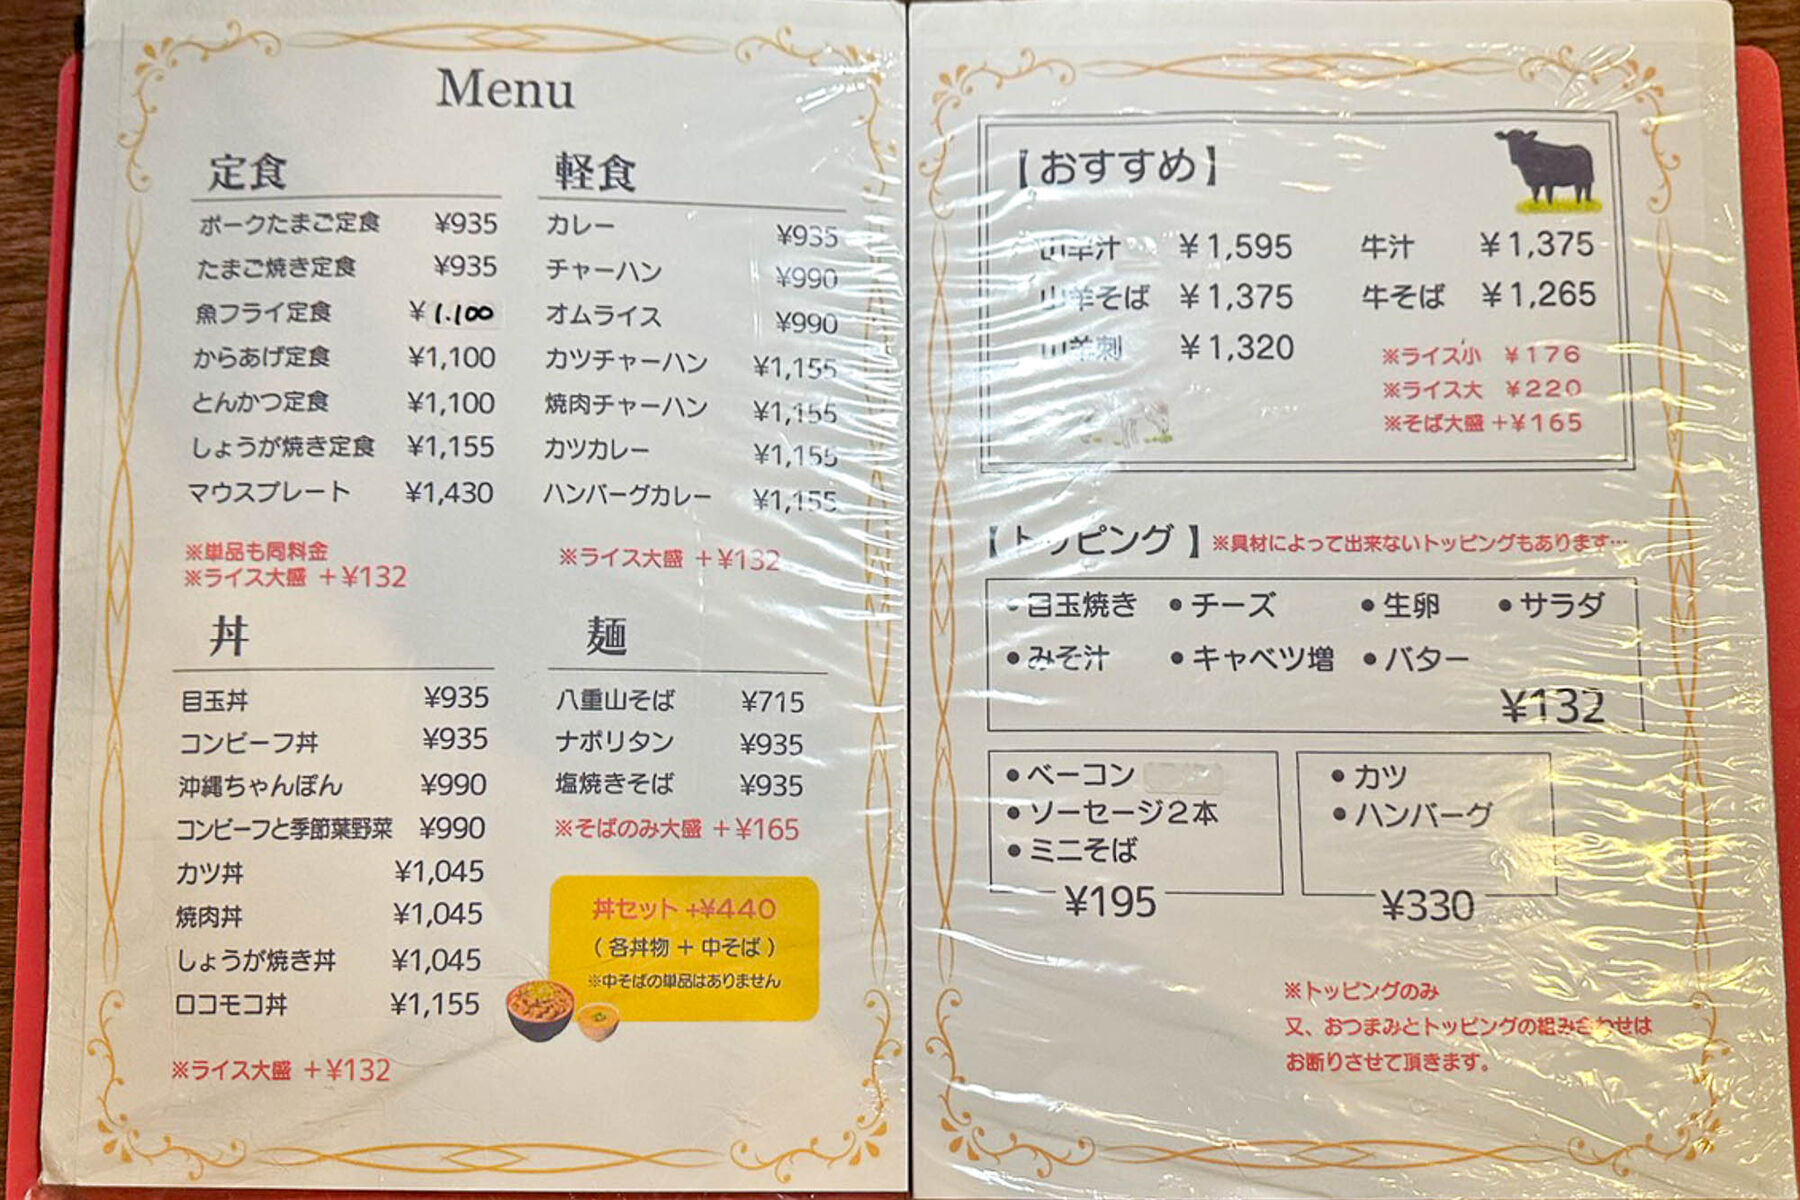 Menu
定食
ポークたまご定食 ¥935
たまご焼き定食 ¥935
魚フライ定食 ¥1.100
からあげ定食 ¥1,100
とんかつ定食 ¥1,100
しょうが焼き定食 ¥1,155
マウスプレート ¥1,430
※単品も同料金
※ライス大盛 +¥132
軽食
カレー ¥935
チャーハン ¥990
オムライス ¥990
カツチャーハン ¥1,155
焼肉チャーハン ¥1,155
カツカレー ¥1,155
ハンバーグカレー ¥1,155
※ライス大盛 +¥132
丼
目玉丼 ¥935
コンビーフ丼 ¥935
沖縄ちゃんぽん ¥990
コンビーフと季節葉野菜 ¥990
カツ丼 ¥1,045
焼肉丼 ¥1,045
しょうが焼き丼 ¥1,045
ロコモコ丼 ¥1,155
※ライス大盛 +¥132
麺
八重山そば ¥715
ナポリタン ¥935
塩焼きそば ¥935
※そばのみ大盛 +¥165
丼セット +¥440
(各丼物 + 中そば)
※中そばの単品はありません
【おすすめ】
山羊汁 ¥1,595
山羊そば ¥1,375
山羊刺 ¥1,320
牛汁 ¥1,375
牛そば ¥1,265
※ライス小 ¥176
※ライス大 ¥220
※そば大盛 +¥165
【トッピング】※具材によって出来ないトッピングもあります…
●目玉焼き ●チーズ ●生卵 ●サラダ
●みそ汁 ●キャベツ増 ●バター
¥132
●ベーコン
●ソーセージ2本
●ミニそば
¥195
●カツ
●ハンバーグ
¥330
※トッピングのみ
又、おつまみとトッピングの組み合わせは
お断りさせて頂きます。